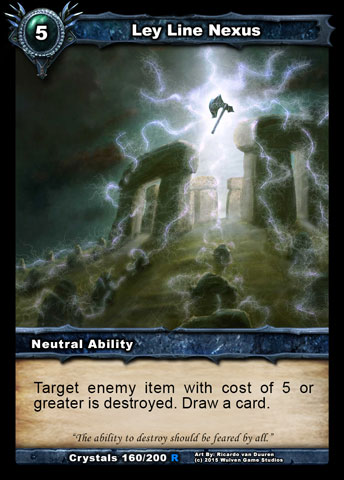 5
Ley Line Nexus
Neutral Ability
Target enemy item with cost of 5 or
greater is destroyed. Draw a card.
"The ability to destroy should be feared by all."
Crystals 160/200 R
Art By: Ricardo van Duuren
(c) 2015 Wulven Game Studios